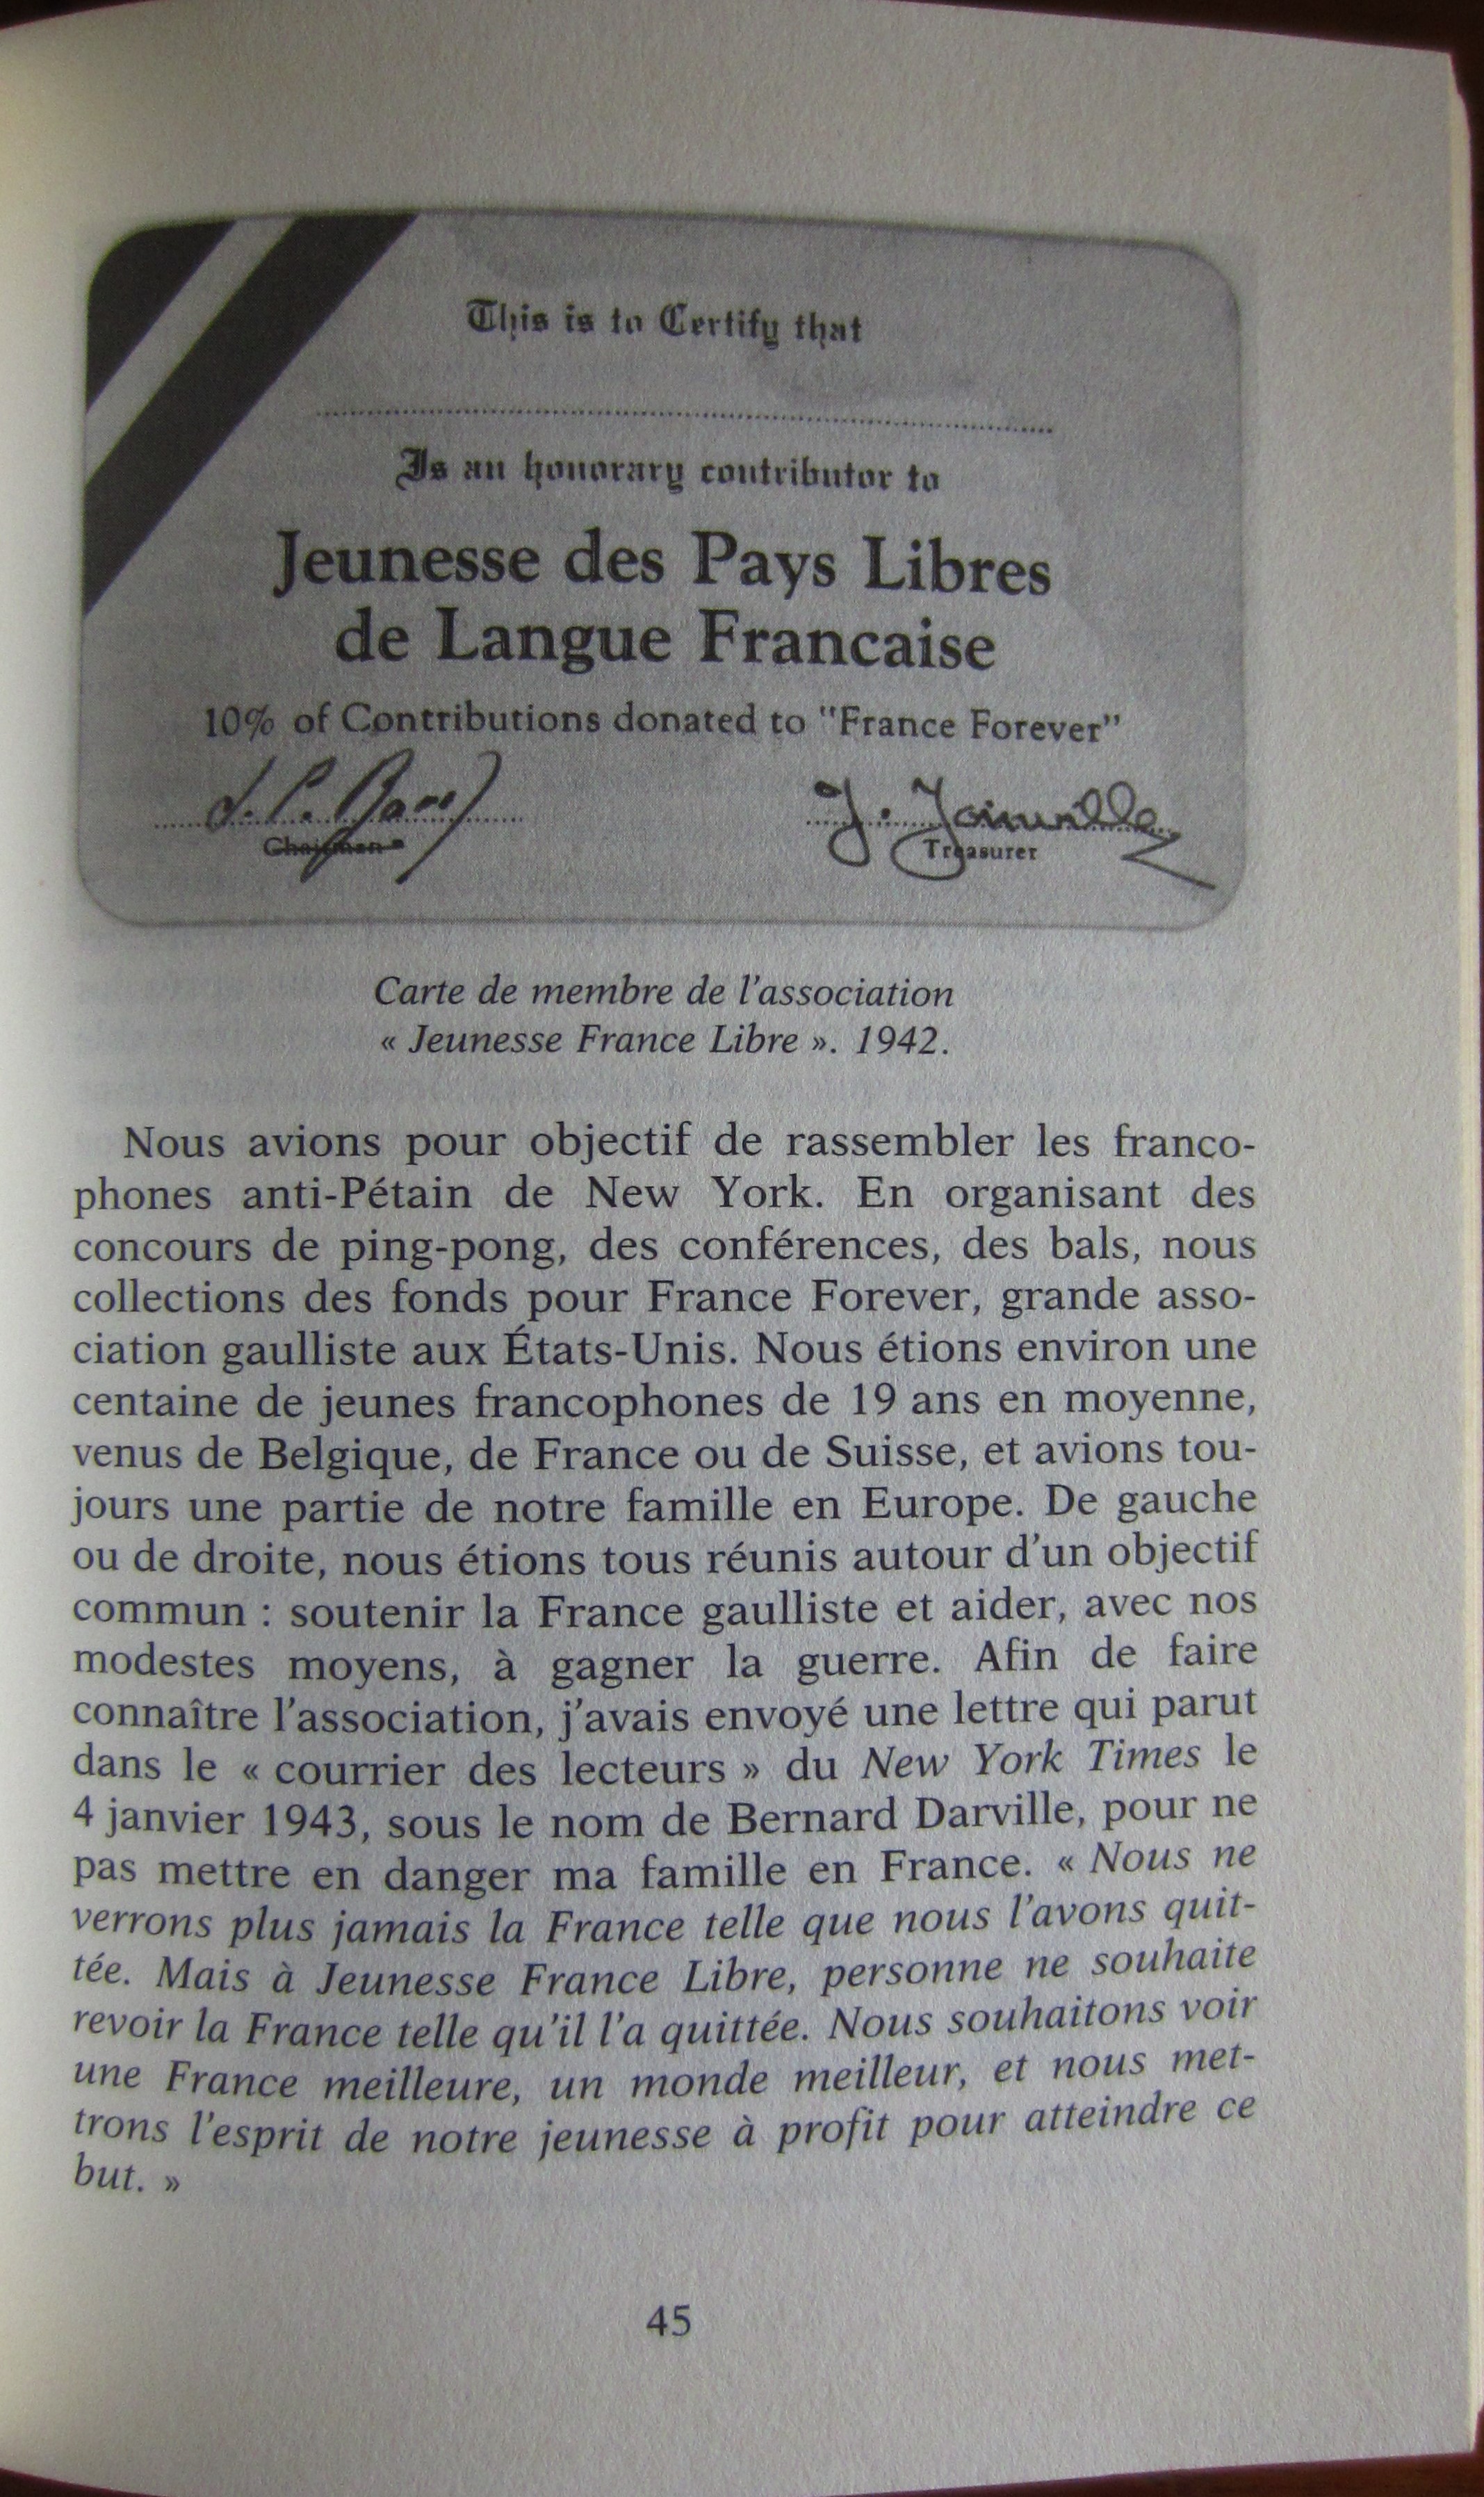 This is to Certify that
Is an honorary contributor to
Jeunesse des Pays Libres
de Langue Francaise
10% of Contributions donated to "France Forever"
J. Joinville
Chairman
Treasurer
Carte de membre de l'association
« Jeunesse France Libre ». 1942.
Nous avions pour objectif de rassembler les franco-
phones anti-Pétain de New York. En organisant des
concours de ping-pong, des conférences, des bals, nous
collections des fonds pour France Forever, grande asso-
ciation gaulliste aux États-Unis. Nous étions environ une
centaine de jeunes francophones de 19 ans en moyenne,
venus de Belgique, de France ou de Suisse, et avions tou-
jours une partie de notre famille en Europe. De gauche
ou de droite, nous étions tous réunis autour d'un objectif
commun : soutenir la France gaulliste et aider, avec nos
modestes moyens, à gagner la guerre. Afin de faire
connaître l'association, j'avais envoyé une lettre qui parut
dans le « courrier des lecteurs » du New York Times le
4 janvier 1943, sous le nom de Bernard Darville, pour ne
pas mettre en danger ma famille en France. « Nous ne
verrons plus jamais la France telle que nous l'avons quit-
tée. Mais à Jeunesse France Libre, personne ne souhaite
revoir la France telle qu'il l'a quittée. Nous souhaitons voir
une France meilleure, un monde meilleur, et nous met-
trons l'esprit de notre jeunesse à profit pour atteindre ce
but. »
45